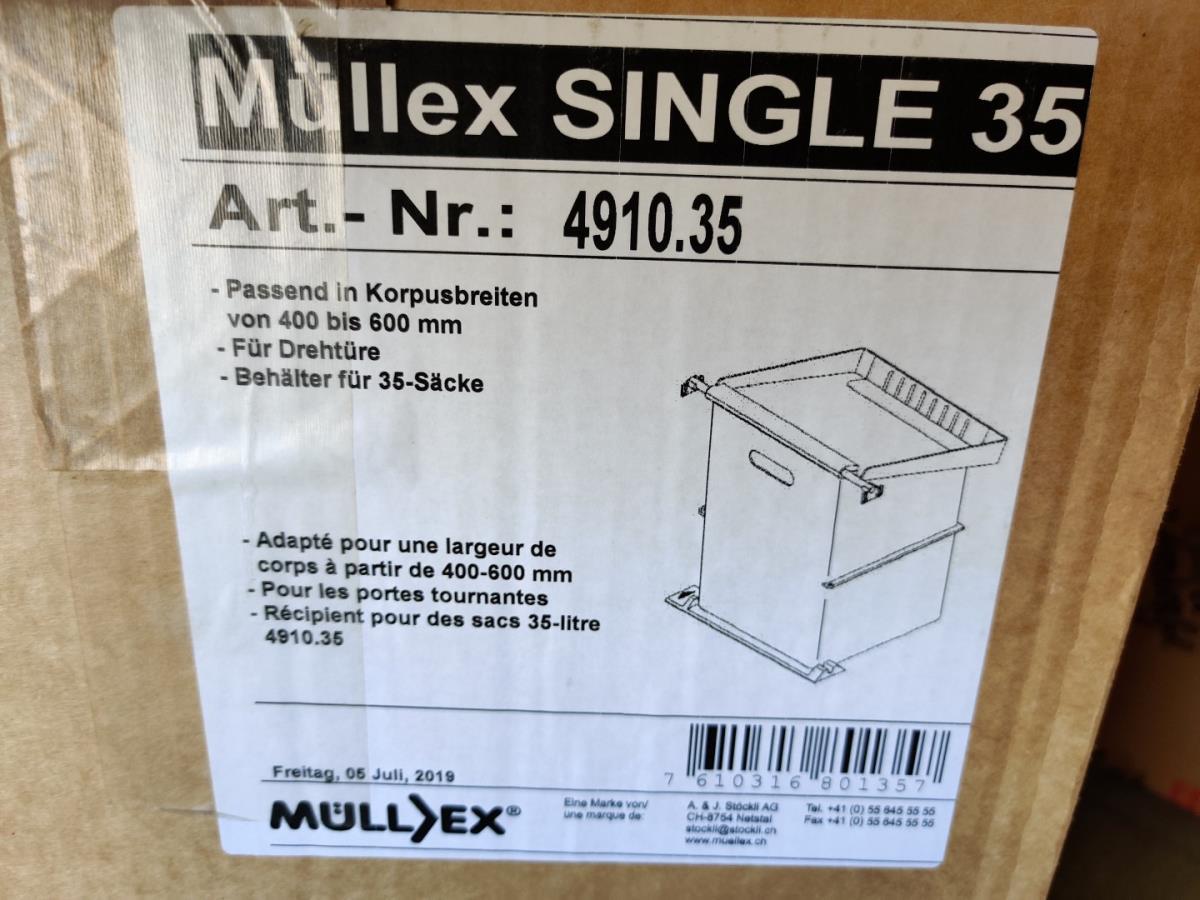 Müllex SINGLE 35
Art.- Nr.: 4910.35
- Passend in Korpusbreiten
von 400 bis 600 mm
- Für Drehtüre
- Behälter für 35-Säcke
- Adapté pour une largeur de
corps à partir de 400-600 mm
- Pour les portes tournantes
- Récipient pour des sacs 35-litre
4910.35
7 610316 801357
Freitag, 05 Juli, 2019
MÜLLEX®
Eine Marke von/
une marque de:
A. & J. Stöckli AG
CH-8754 Netstal
stockli@stockli.ch
www.muellex.ch
Tel. +41 (0) 55 645 55 55
Fax +41 (0) 55 645 55 55